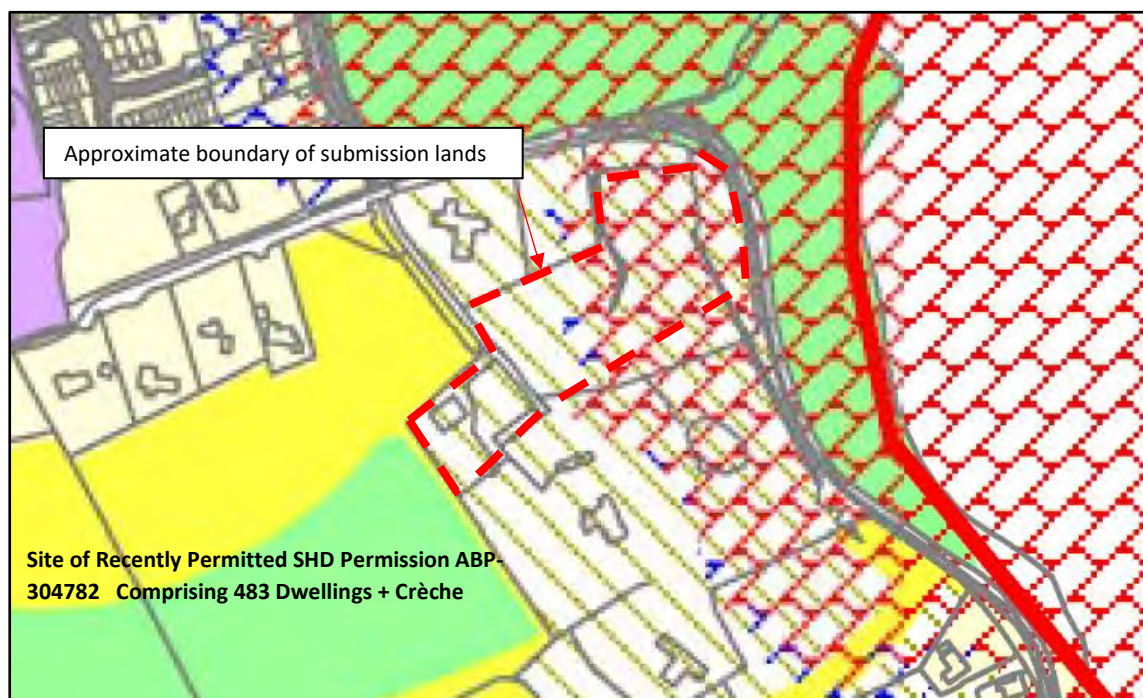 Approximate boundary of submission lands
Site of Recently Permitted SHD Permission ABP-
304782   Comprising 483 Dwellings + Crèche